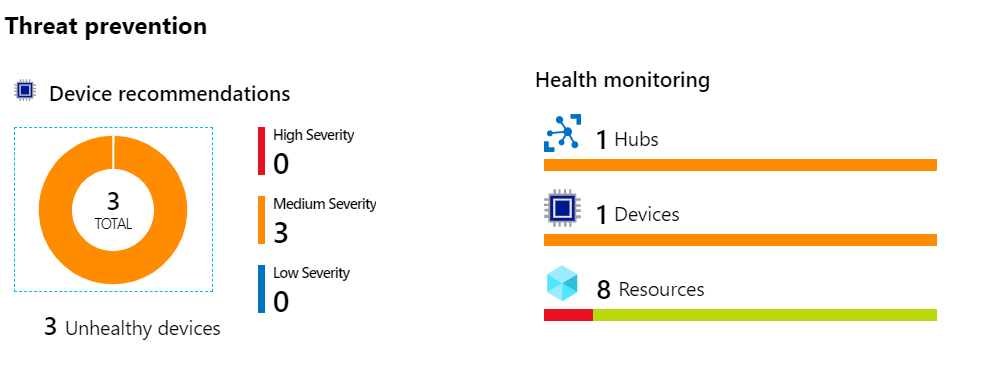 Threat prevention
Device recommendations
3
TOTAL
3 Unhealthy devices
High Severity
0
Medium Severity
3
Low Severity
0
Health monitoring
1 Hubs
1 Devices
8 Resources